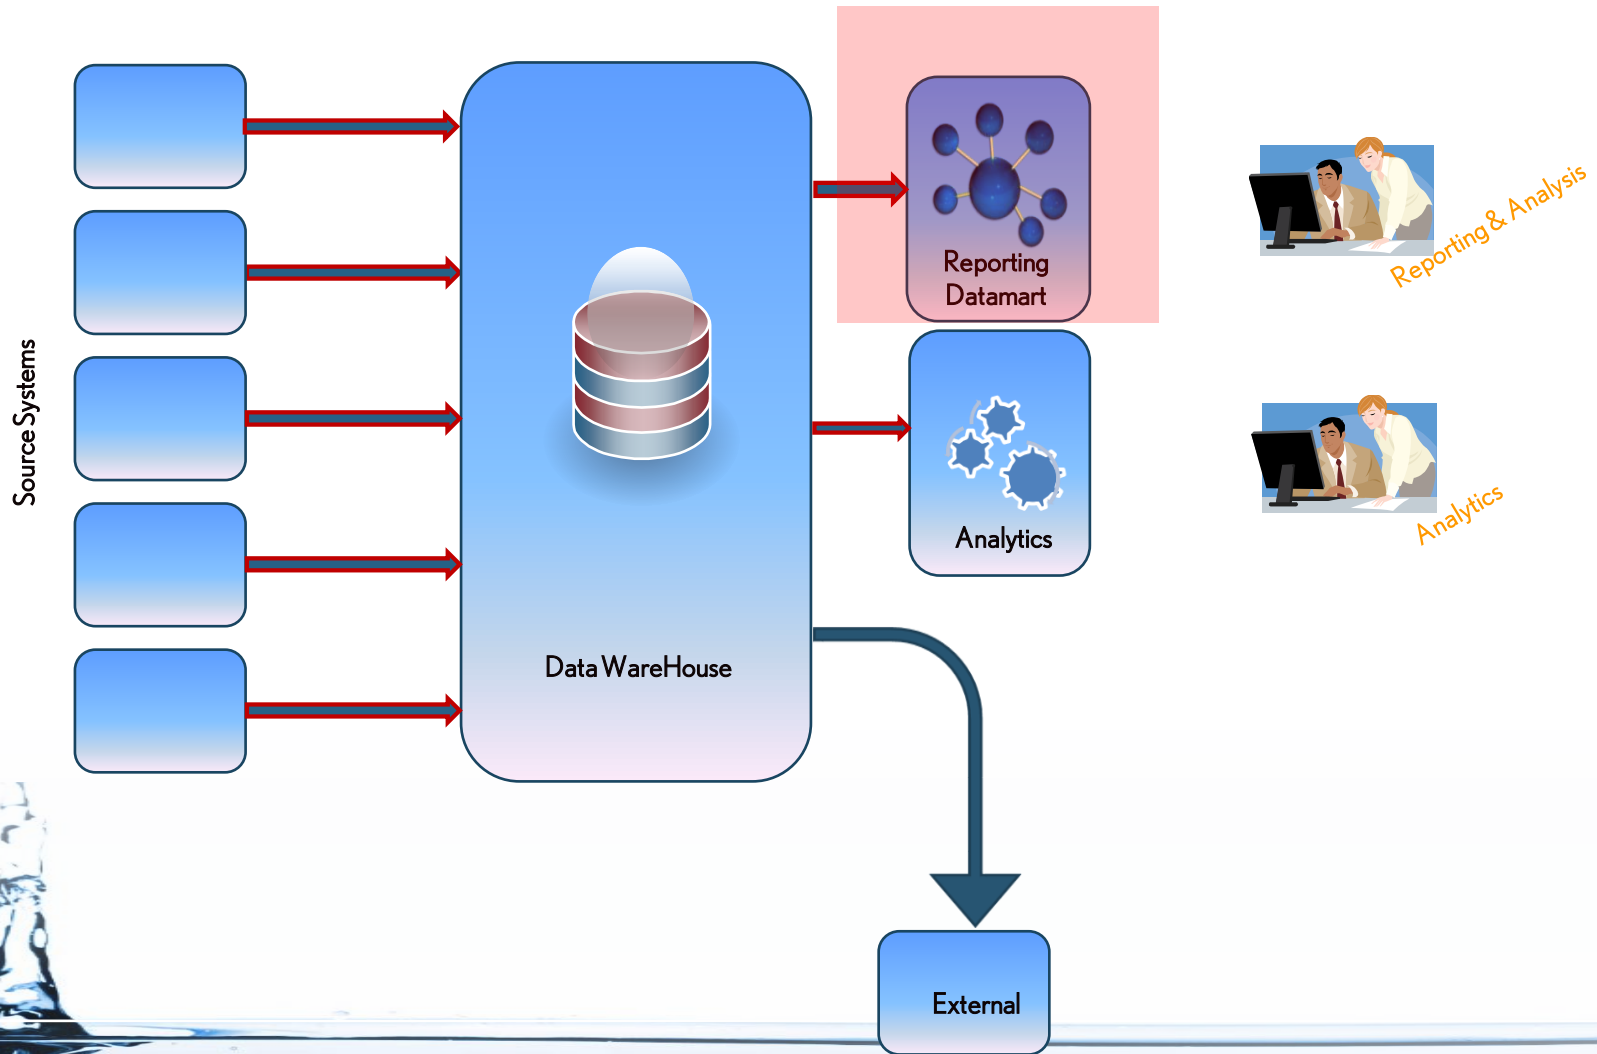 Source Systems
Data WareHouse
Reporting
Datamart
Analytics
External
Reporting & Analysis
Analytics